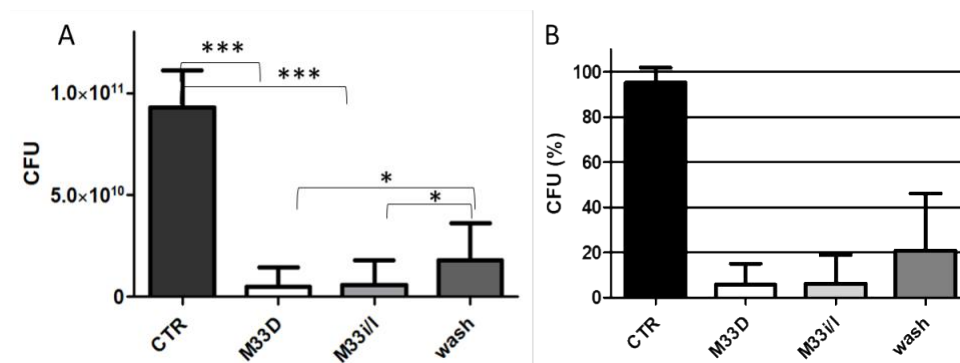 A
***
***
1.0×10¹¹
CFU
5.0×10¹⁰
*
*
0
CTR
M33D
M33i/l
wash
B
100
80
CFU (%)
60
40
20
0
CTR
M33D
M33i/l
wash